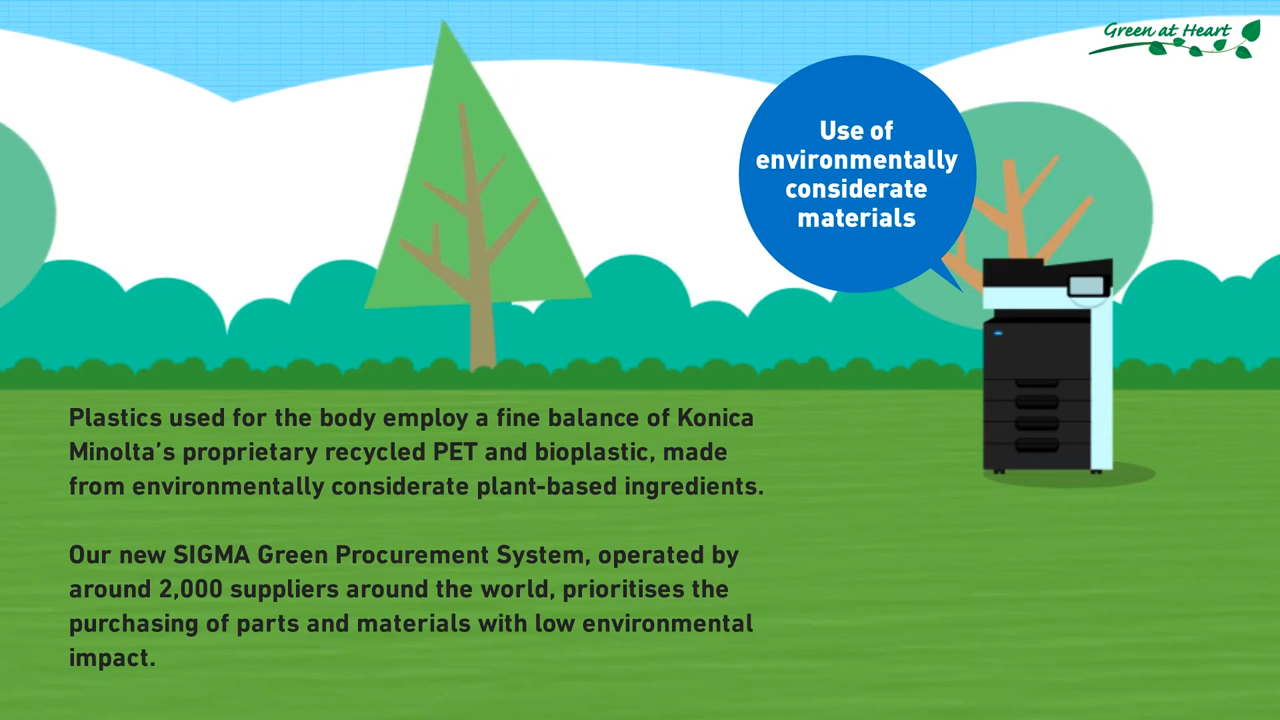 Green at Heart
Use of
environmentally
considerate
materials
Plastics used for the body employ a fine balance of Konica
Minolta’s proprietary recycled PET and bioplastic, made
from environmentally considerate plant-based ingredients.
Our new SIGMA Green Procurement System, operated by
around 2,000 suppliers around the world, prioritises the
purchasing of parts and materials with low environmental
impact.